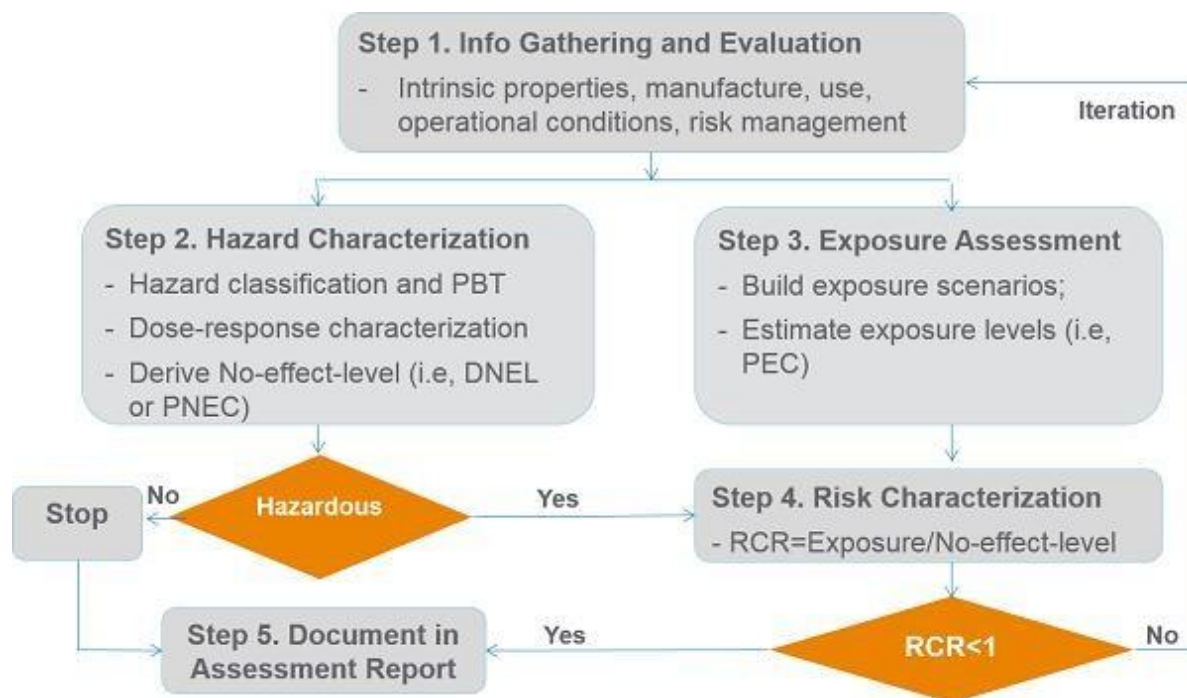 Step 1. Info Gathering and Evaluation
- Intrinsic properties, manufacture, use,
operational conditions, risk management
Iteration
Step 2. Hazard Characterization
- Hazard classification and PBT
- Dose-response characterization
- Derive No-effect-level (i.e, DNEL
or PNEC)
Step 3. Exposure Assessment
- Build exposure scenarios;
- Estimate exposure levels (i.e,
PEC)
Stop
No
Hazardous
Yes
Step 4. Risk Characterization
- RCR=Exposure/No-effect-level
Step 5. Document in
Assessment Report
Yes
RCR<1
No